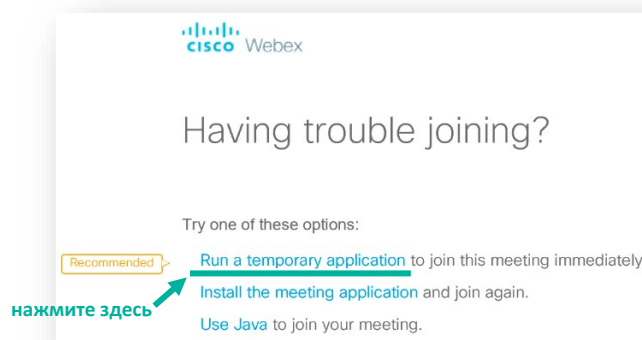 CISCO Webex
Having trouble joining?
Try one of these options:
Recommended
Run a temporary application to join this meeting immediately
Install the meeting application and join again.
нажмите здесь
Use Java to join your meeting.